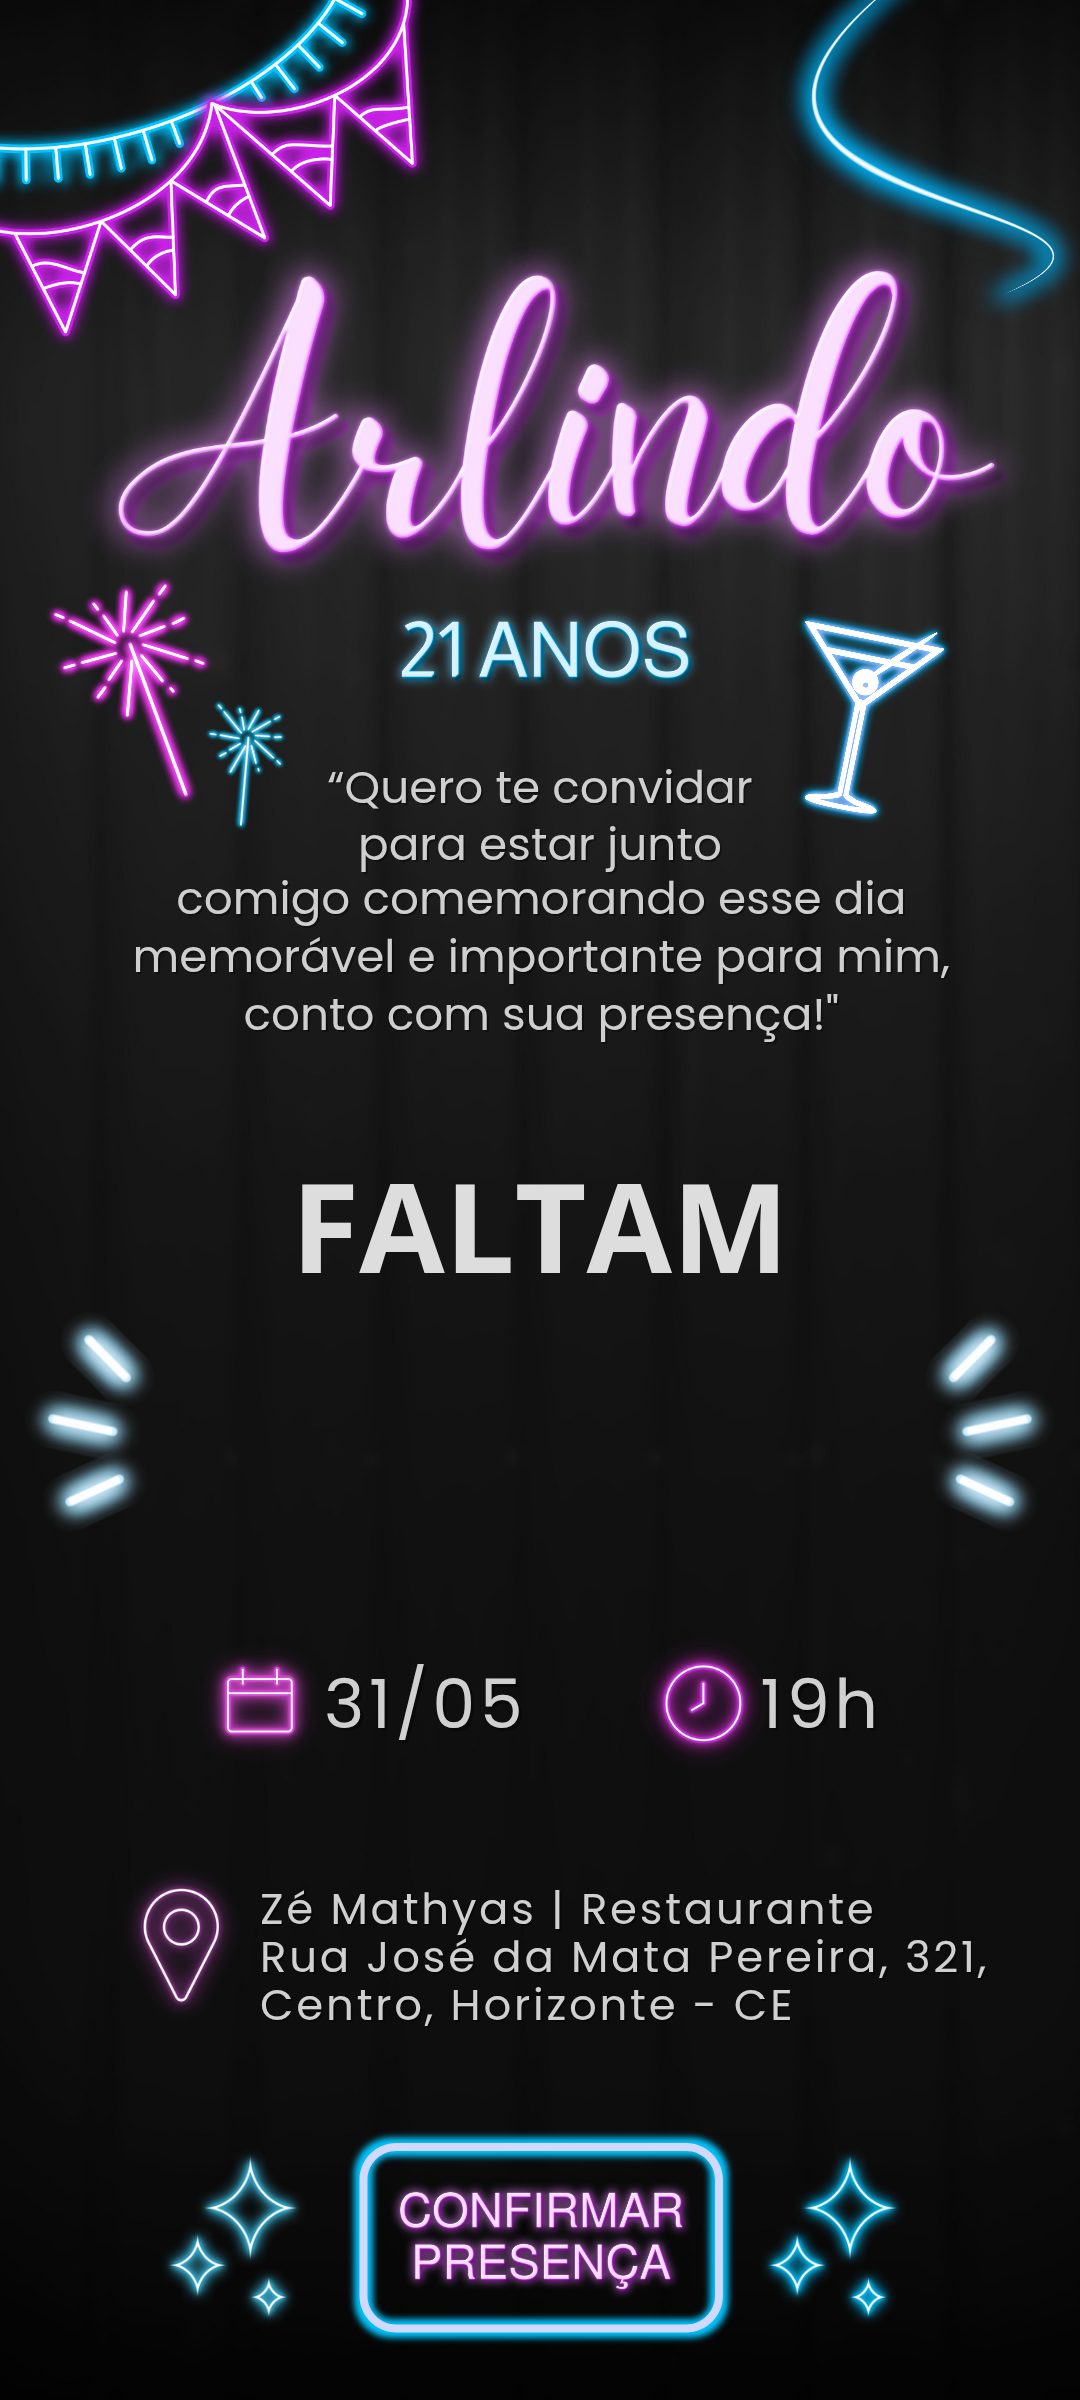 Arlindo
21 ANOS
“Quero te convidar
para estar junto
comigo comemorando esse dia
memorável e importante para mim,
conto com sua presença!"
FALTAM
31/05
19h
Zé Mathyas | Restaurante
Rua José da Mata Pereira, 321,
Centro, Horizonte - CE
CONFIRMAR
PRESENÇA